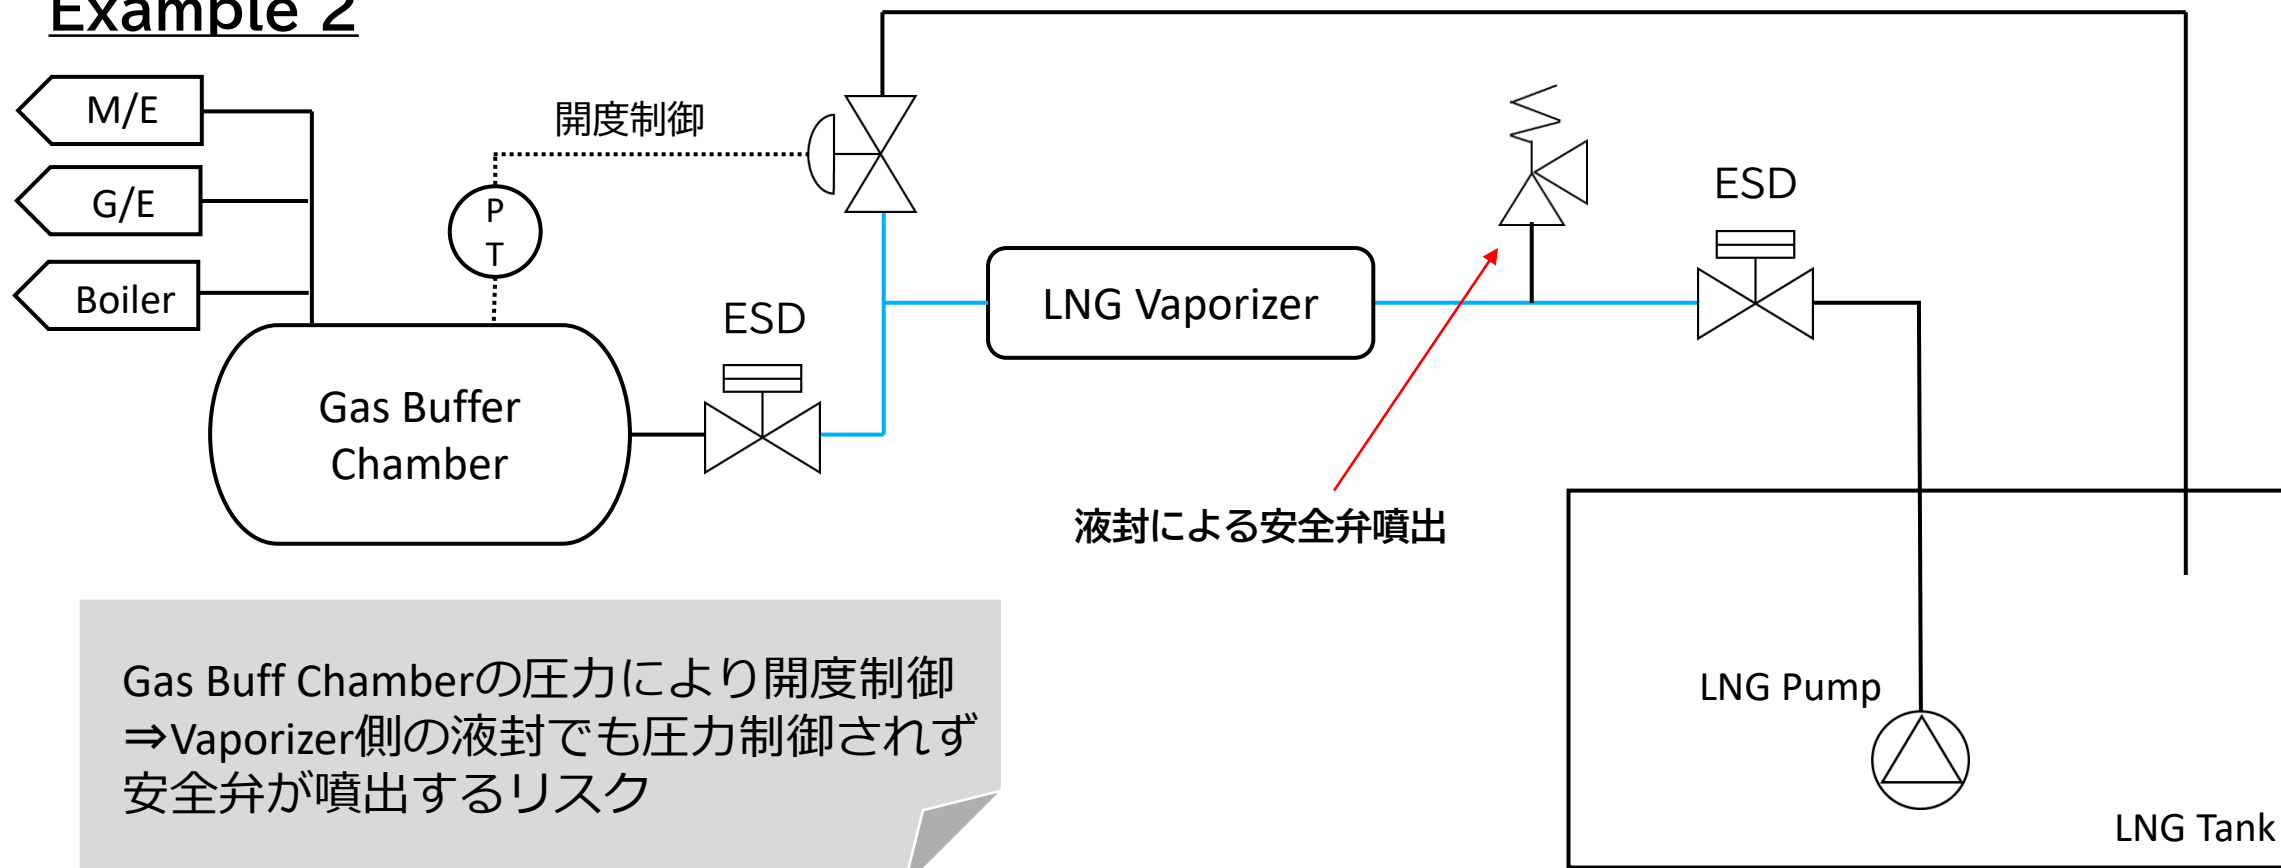 Example 2
M/E
G/E
Boiler
開度制御
P
T
ESD
Gas Buffer
Chamber
LNG Vaporizer
ESD
液封による安全弁噴出
LNG Pump
LNG Tank
Gas Buff Chamberの圧力により開度制御
⇒Vaporizer側の液封でも圧力制御されず
安全弁が噴出するリスク